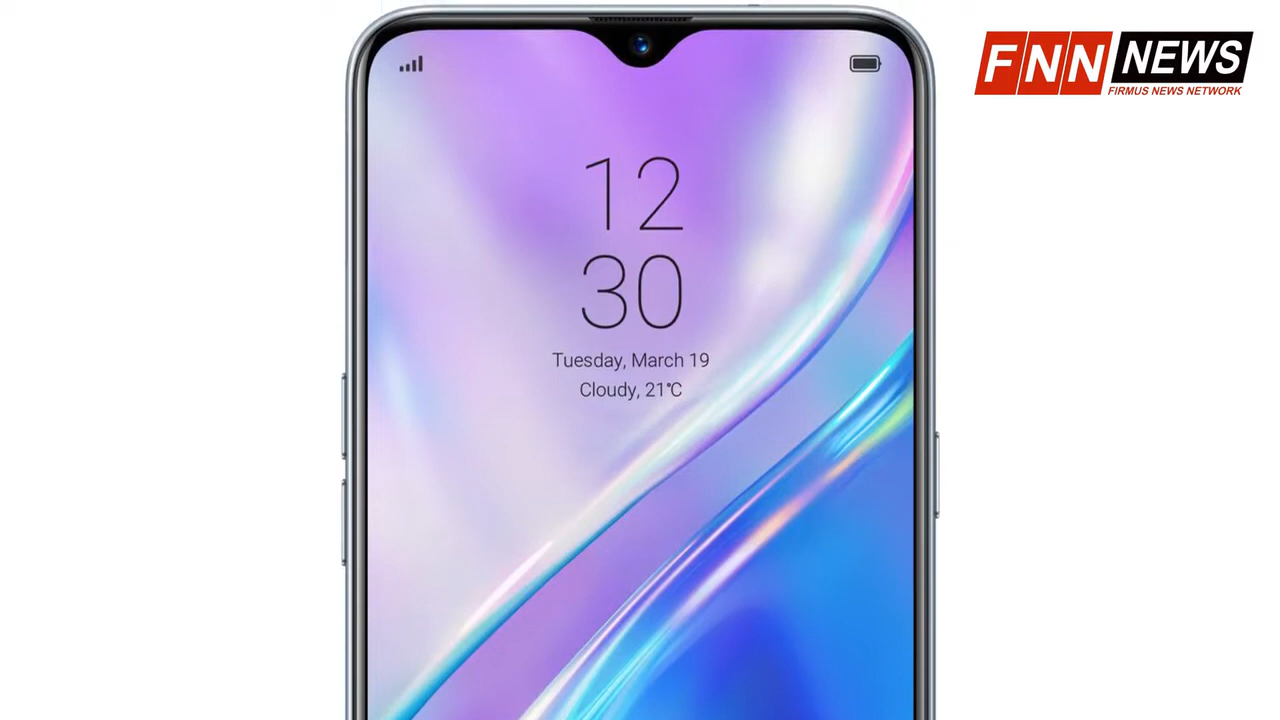 FNN NEWS
FIRMUS NEWS NETWORK
12
30
Tuesday, March 19
Cloudy, 21℃